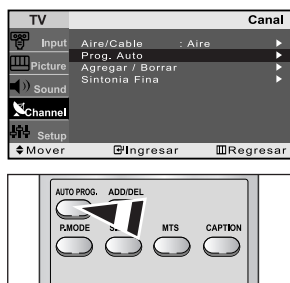 TV Canal
Input Aire/Cable : Aire
Prog. Auto
Picture Agregar / Borrar
Sintonia Fina
Sound
Channel
Setup
Mover Ingresar Regresar
AUTO PROG. ADD/DEL
P.MODE MTS CAPTION